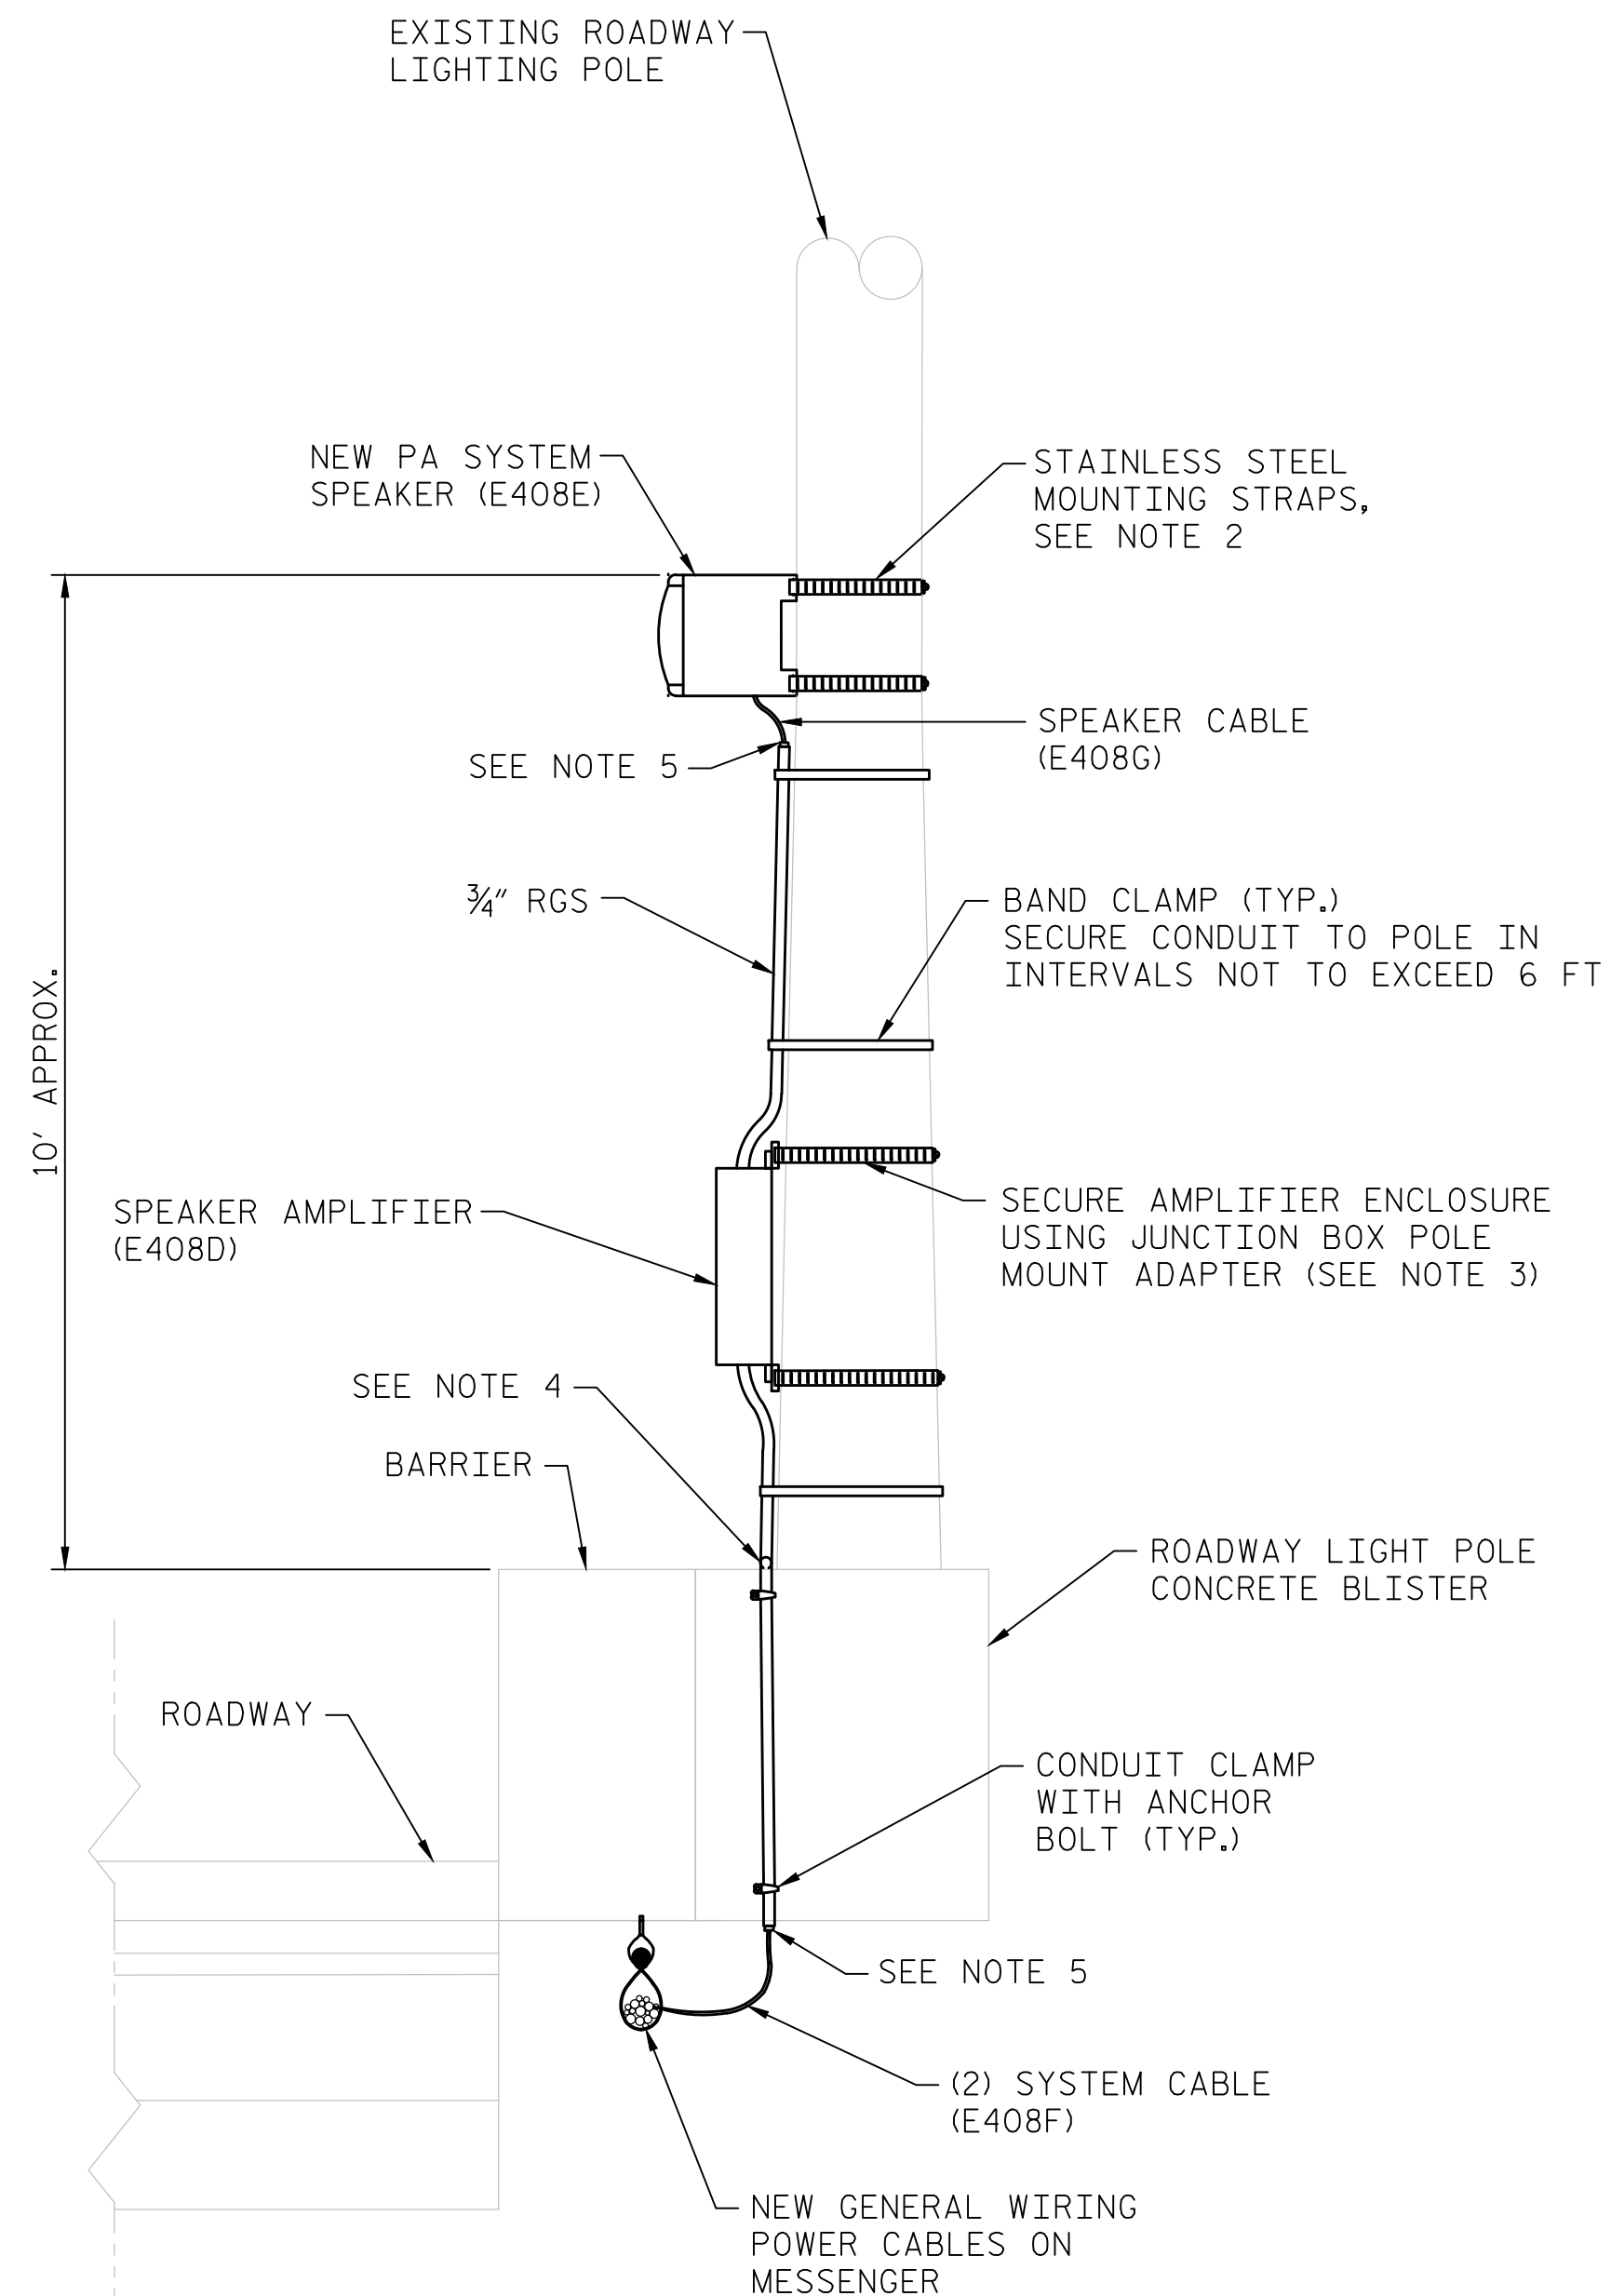 EXISTING ROADWAY
LIGHTING POLE
NEW PA SYSTEM
SPEAKER (E408E)
STAINLESS STEEL
MOUNTING STRAPS,
SEE NOTE 2
SPEAKER CABLE
(E408G)
SEE NOTE 5
¾" RGS
BAND CLAMP (TYP.)
SECURE CONDUIT TO POLE IN
INTERVALS NOT TO EXCEED 6 FT
10' APPROX.
SPEAKER AMPLIFIER
(E408D)
SECURE AMPLIFIER ENCLOSURE
USING JUNCTION BOX POLE
MOUNT ADAPTER (SEE NOTE 3)
SEE NOTE 4
BARRIER
ROADWAY LIGHT POLE
CONCRETE BLISTER
ROADWAY
CONDUIT CLAMP
WITH ANCHOR
BOLT (TYP.)
SEE NOTE 5
(2) SYSTEM CABLE
(E408F)
NEW GENERAL WIRING
POWER CABLES ON
MESSENGER